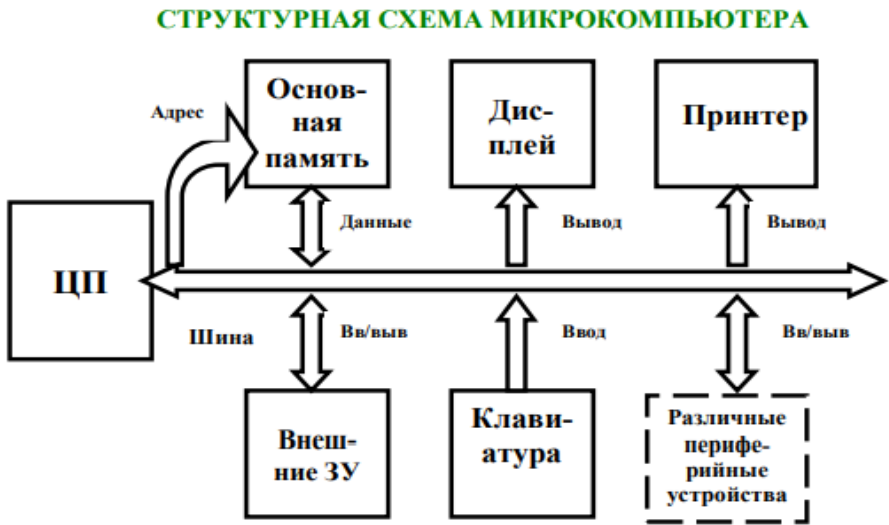 СТРУКТУРНАЯ СХЕМА МИКРОКОМПЬЮТЕРА
Адрес
Основ-
ная
память
Дис-
плей
Принтер
Данные
Вывод
Вывод
ЦП
Шина
Вв/выв
Ввод
Вв/выв
Внеш-
ние ЗУ
Клави-
атура
Различные
перифе-
рийные
устройства